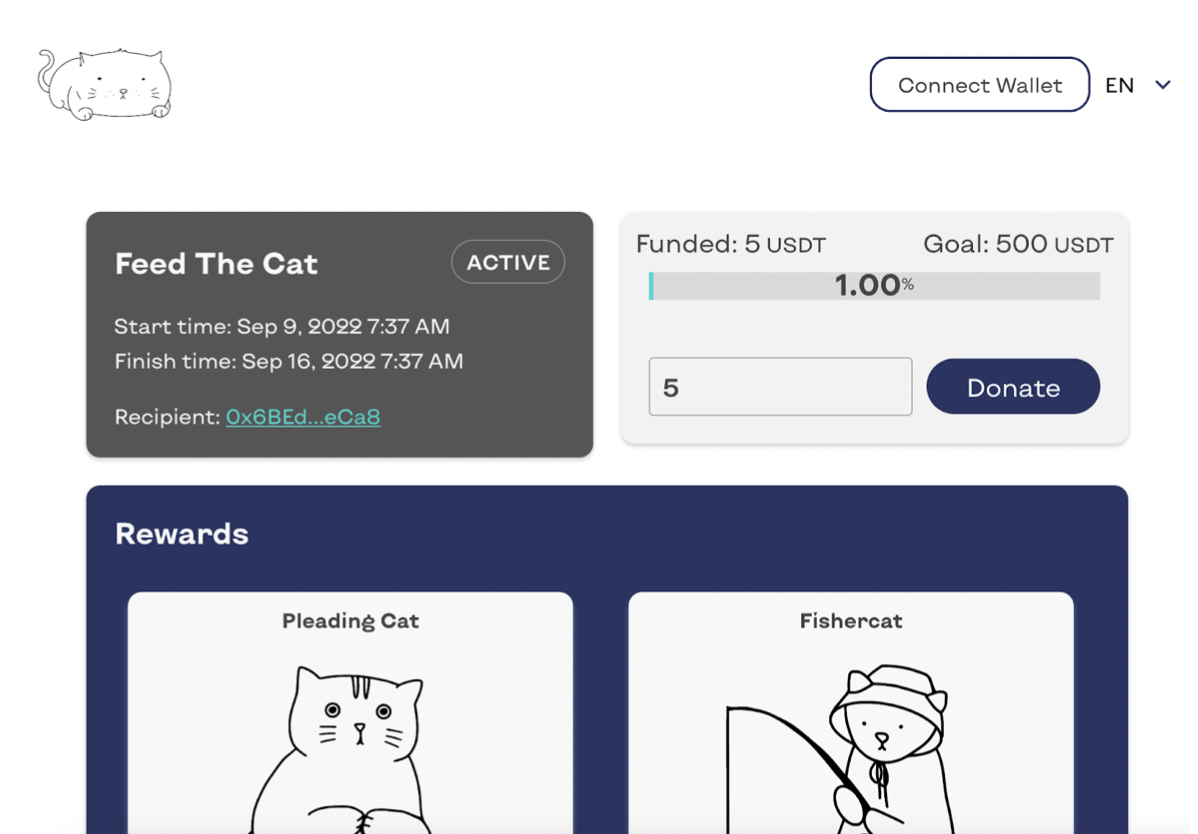 Connect Wallet
EN
Feed The Cat
ACTIVE
Start time: Sep 9, 2022 7:37 AM
Finish time: Sep 16, 2022 7:37 AM
Recipient: 0x6BEd...eCa8
Funded: 5 USDT
Goal: 500 USDT
1.00%
5
Donate
Rewards
Pleading Cat
Fishercat